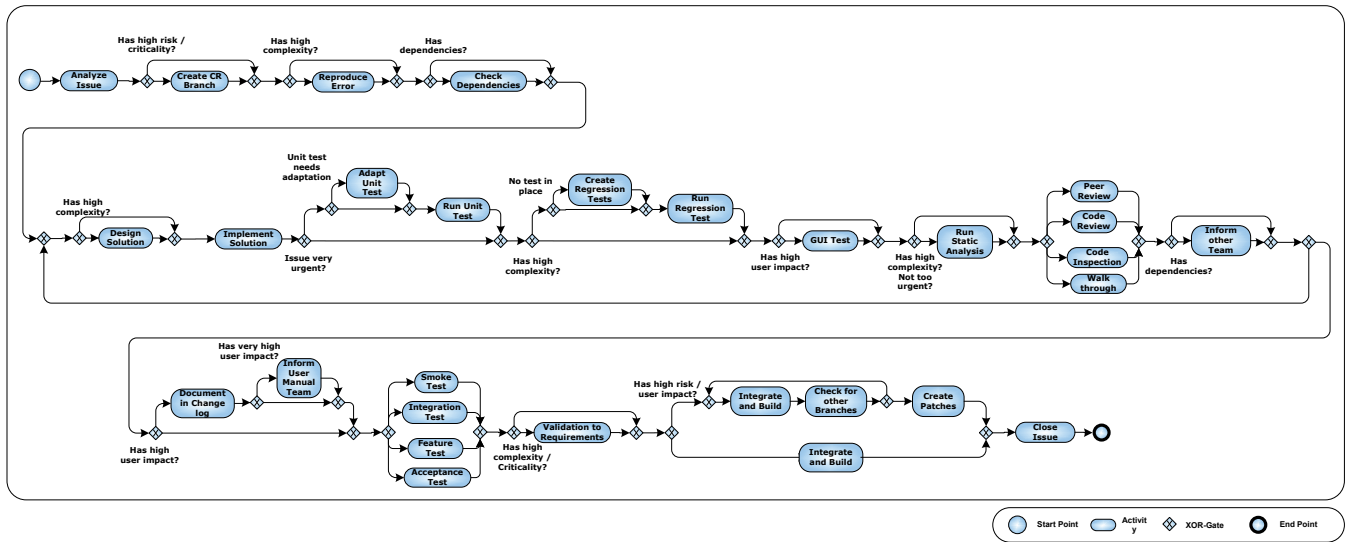 Has high risk /
criticality?
Has high
complexity?
Has
dependencies?
Analyze
Issue
Create CR
Branch
Reproduce
Error
Check
Dependencies
Unit test
needs
adaptation
Adapt
Unit
Test
No test in
place
Create
Regression
Tests
Peer
Review
Has high
complexity?
Run Unit
Test
Run
Regression
Test
Code
Review
Design
Solution
Implement
Solution
GUI Test
Run
Static
Analysis
Inform other
Team
Issue very
urgent?
Has high
complexity?
Has high
user impact?
Has high
complexity?
Not too
urgent?
Code
Inspection
Has
dependencies?
Walk
through
Has very high
user impact?
Inform
User
Manual
Team
Smoke
Test
Has high risk /
user impact?
Document
in Change
log
Integration
Test
Integrate
and Build
Check for
other
Branches
Create
Patches
Has high
user impact?
Feature
Test
Has high
complexity /
Criticality?
Validation to
Requirements
Close
Issue
Acceptance
Test
Integrate
and Build
Start Point
Activit
y
XOR-Gate
End Point